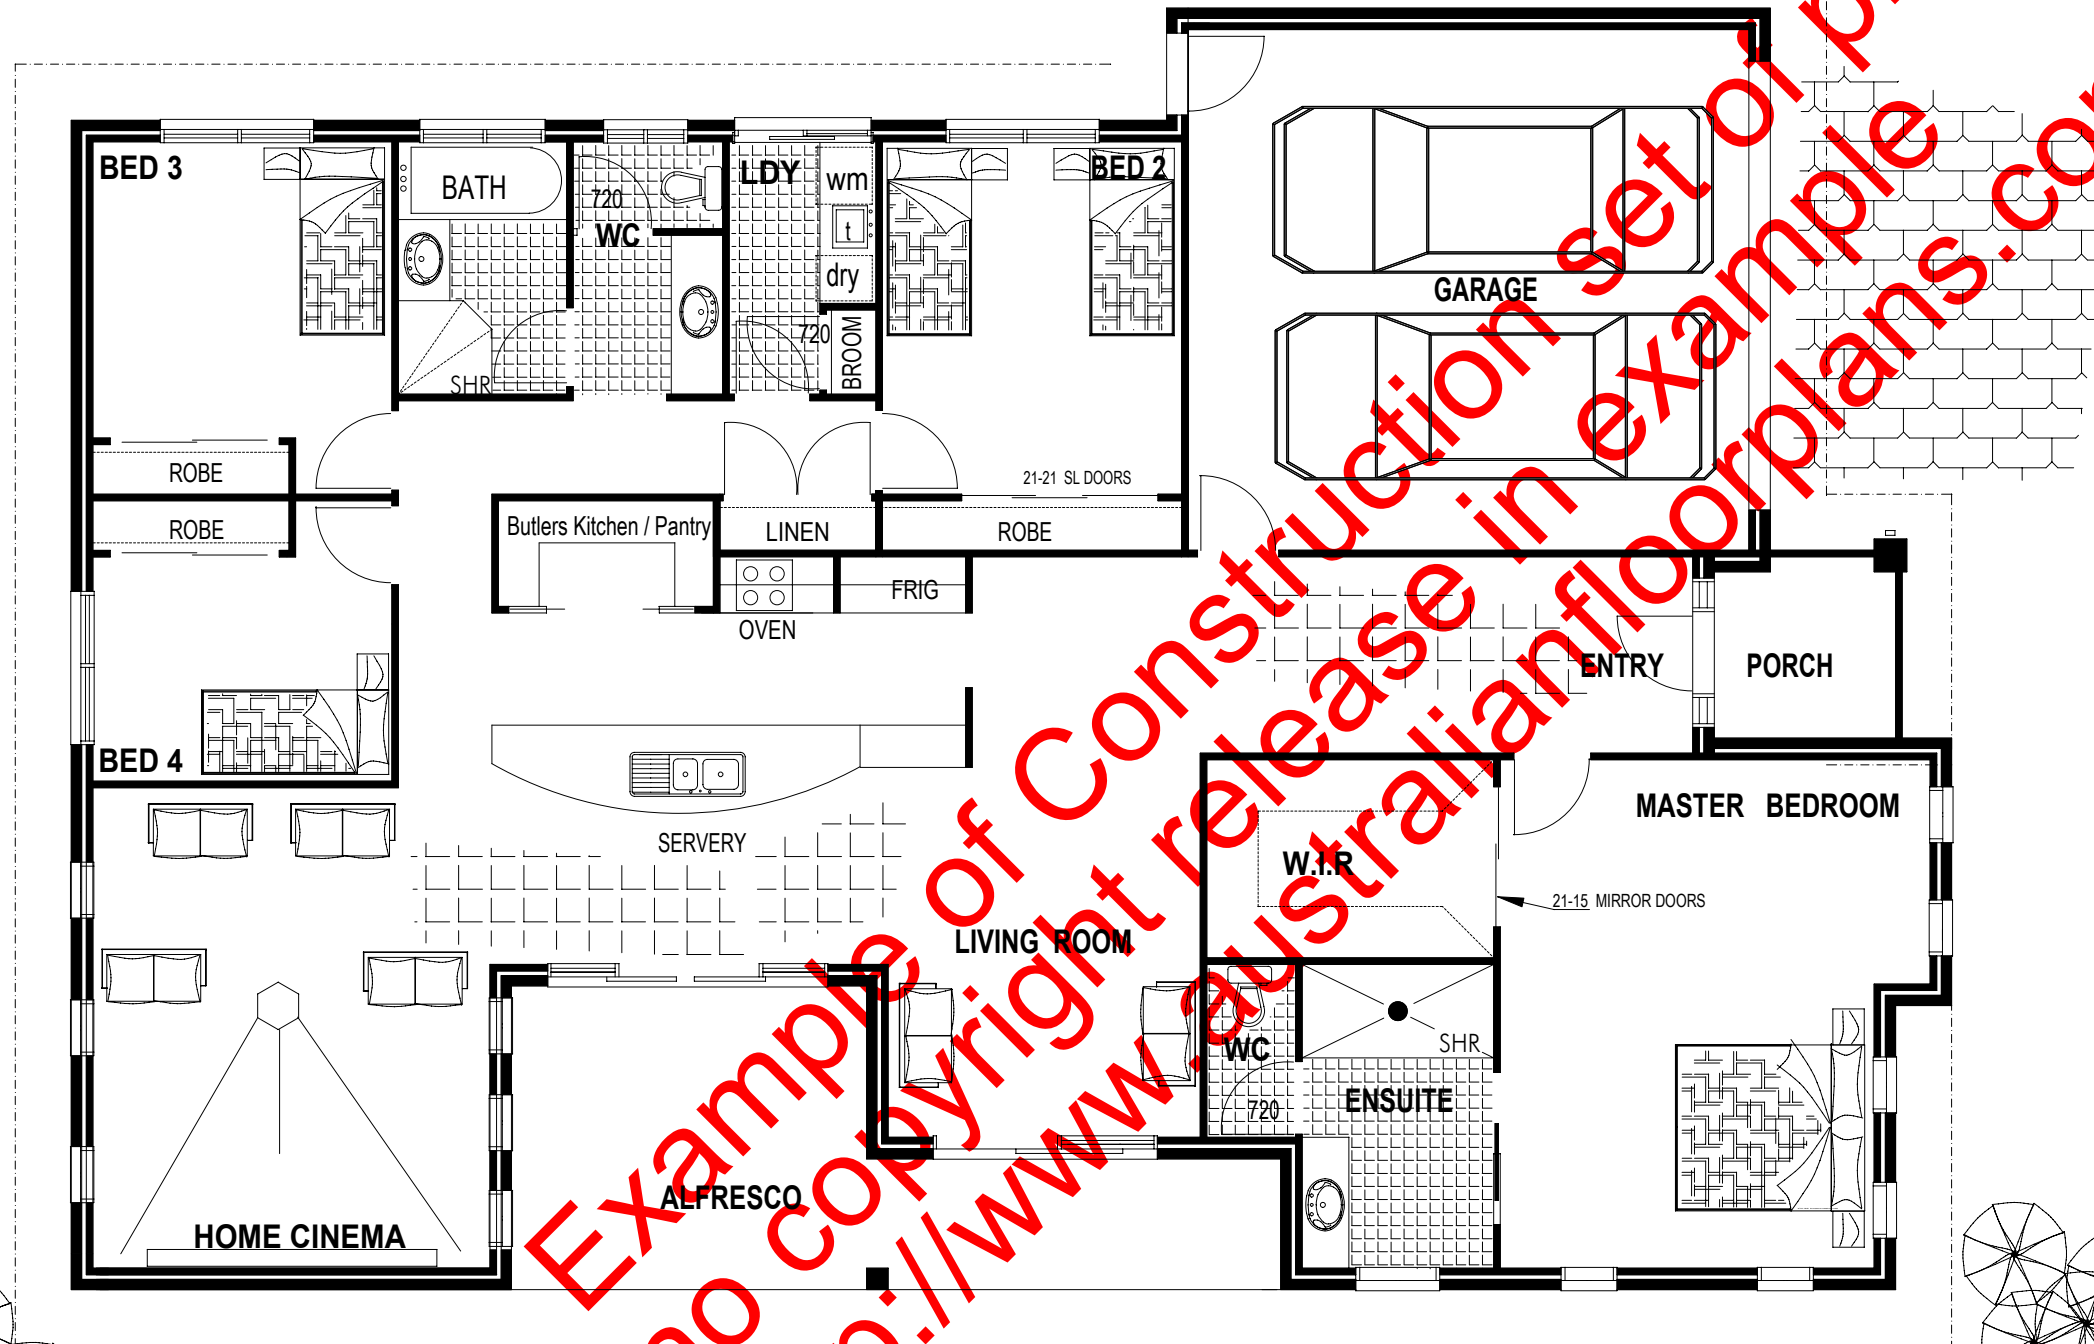 BED 3
BATH
720
WC
LDY
wm
t
dry
720
BROOM
BED 2
GARAGE
SHR
ROBE
ROBE
21-21 SL DOORS
Butlers Kitchen / Pantry
LINEN
ROBE
FRIG
OVEN
ENTRY
PORCH
BED 4
MASTER BEDROOM
SERVERY
W.I.R
21-15 MIRROR DOORS
LIVING ROOM
SHR
WC
720
ENSUITE
ALFRESCO
HOME CINEMA
Example of Construction set of
no copyright release in example
://www.australianfloorplans.co